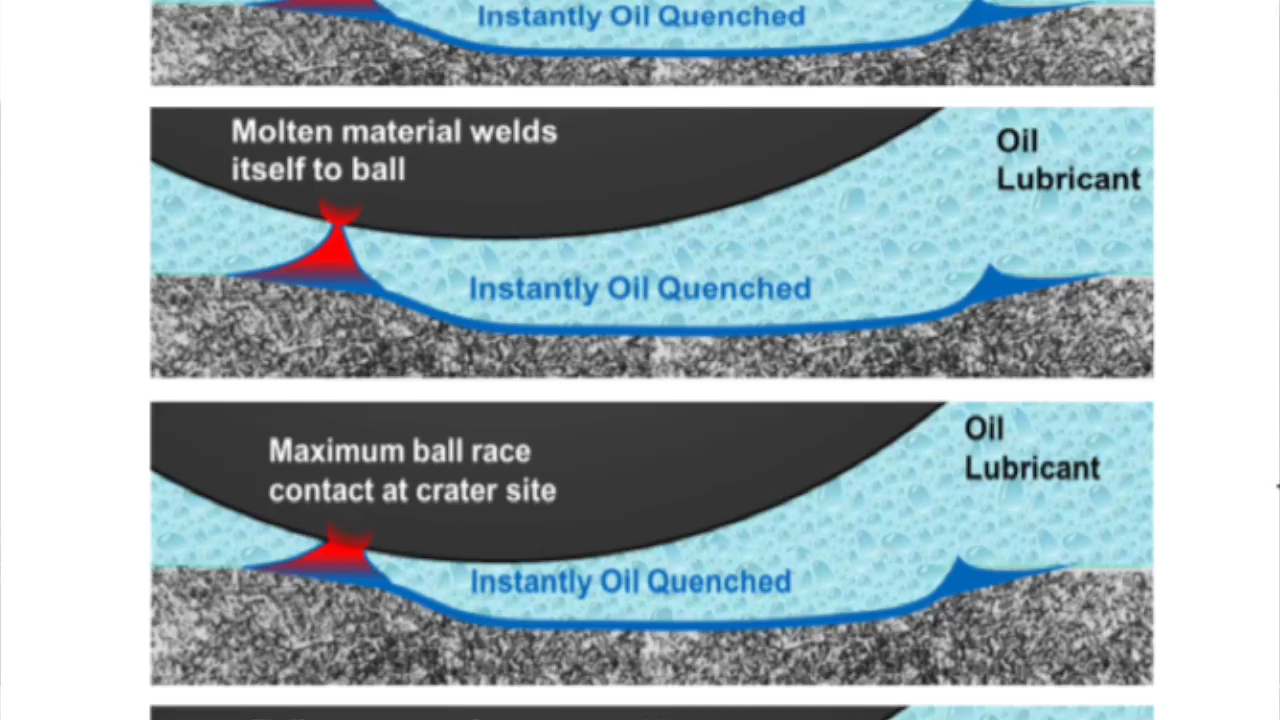 Instantly Oil Quenched
Molten material welds
itself to ball
Oil
Lubricant
Instantly Oil Quenched
Maximum ball race
contact at crater site
Oil
Lubricant
Instantly Oil Quenched